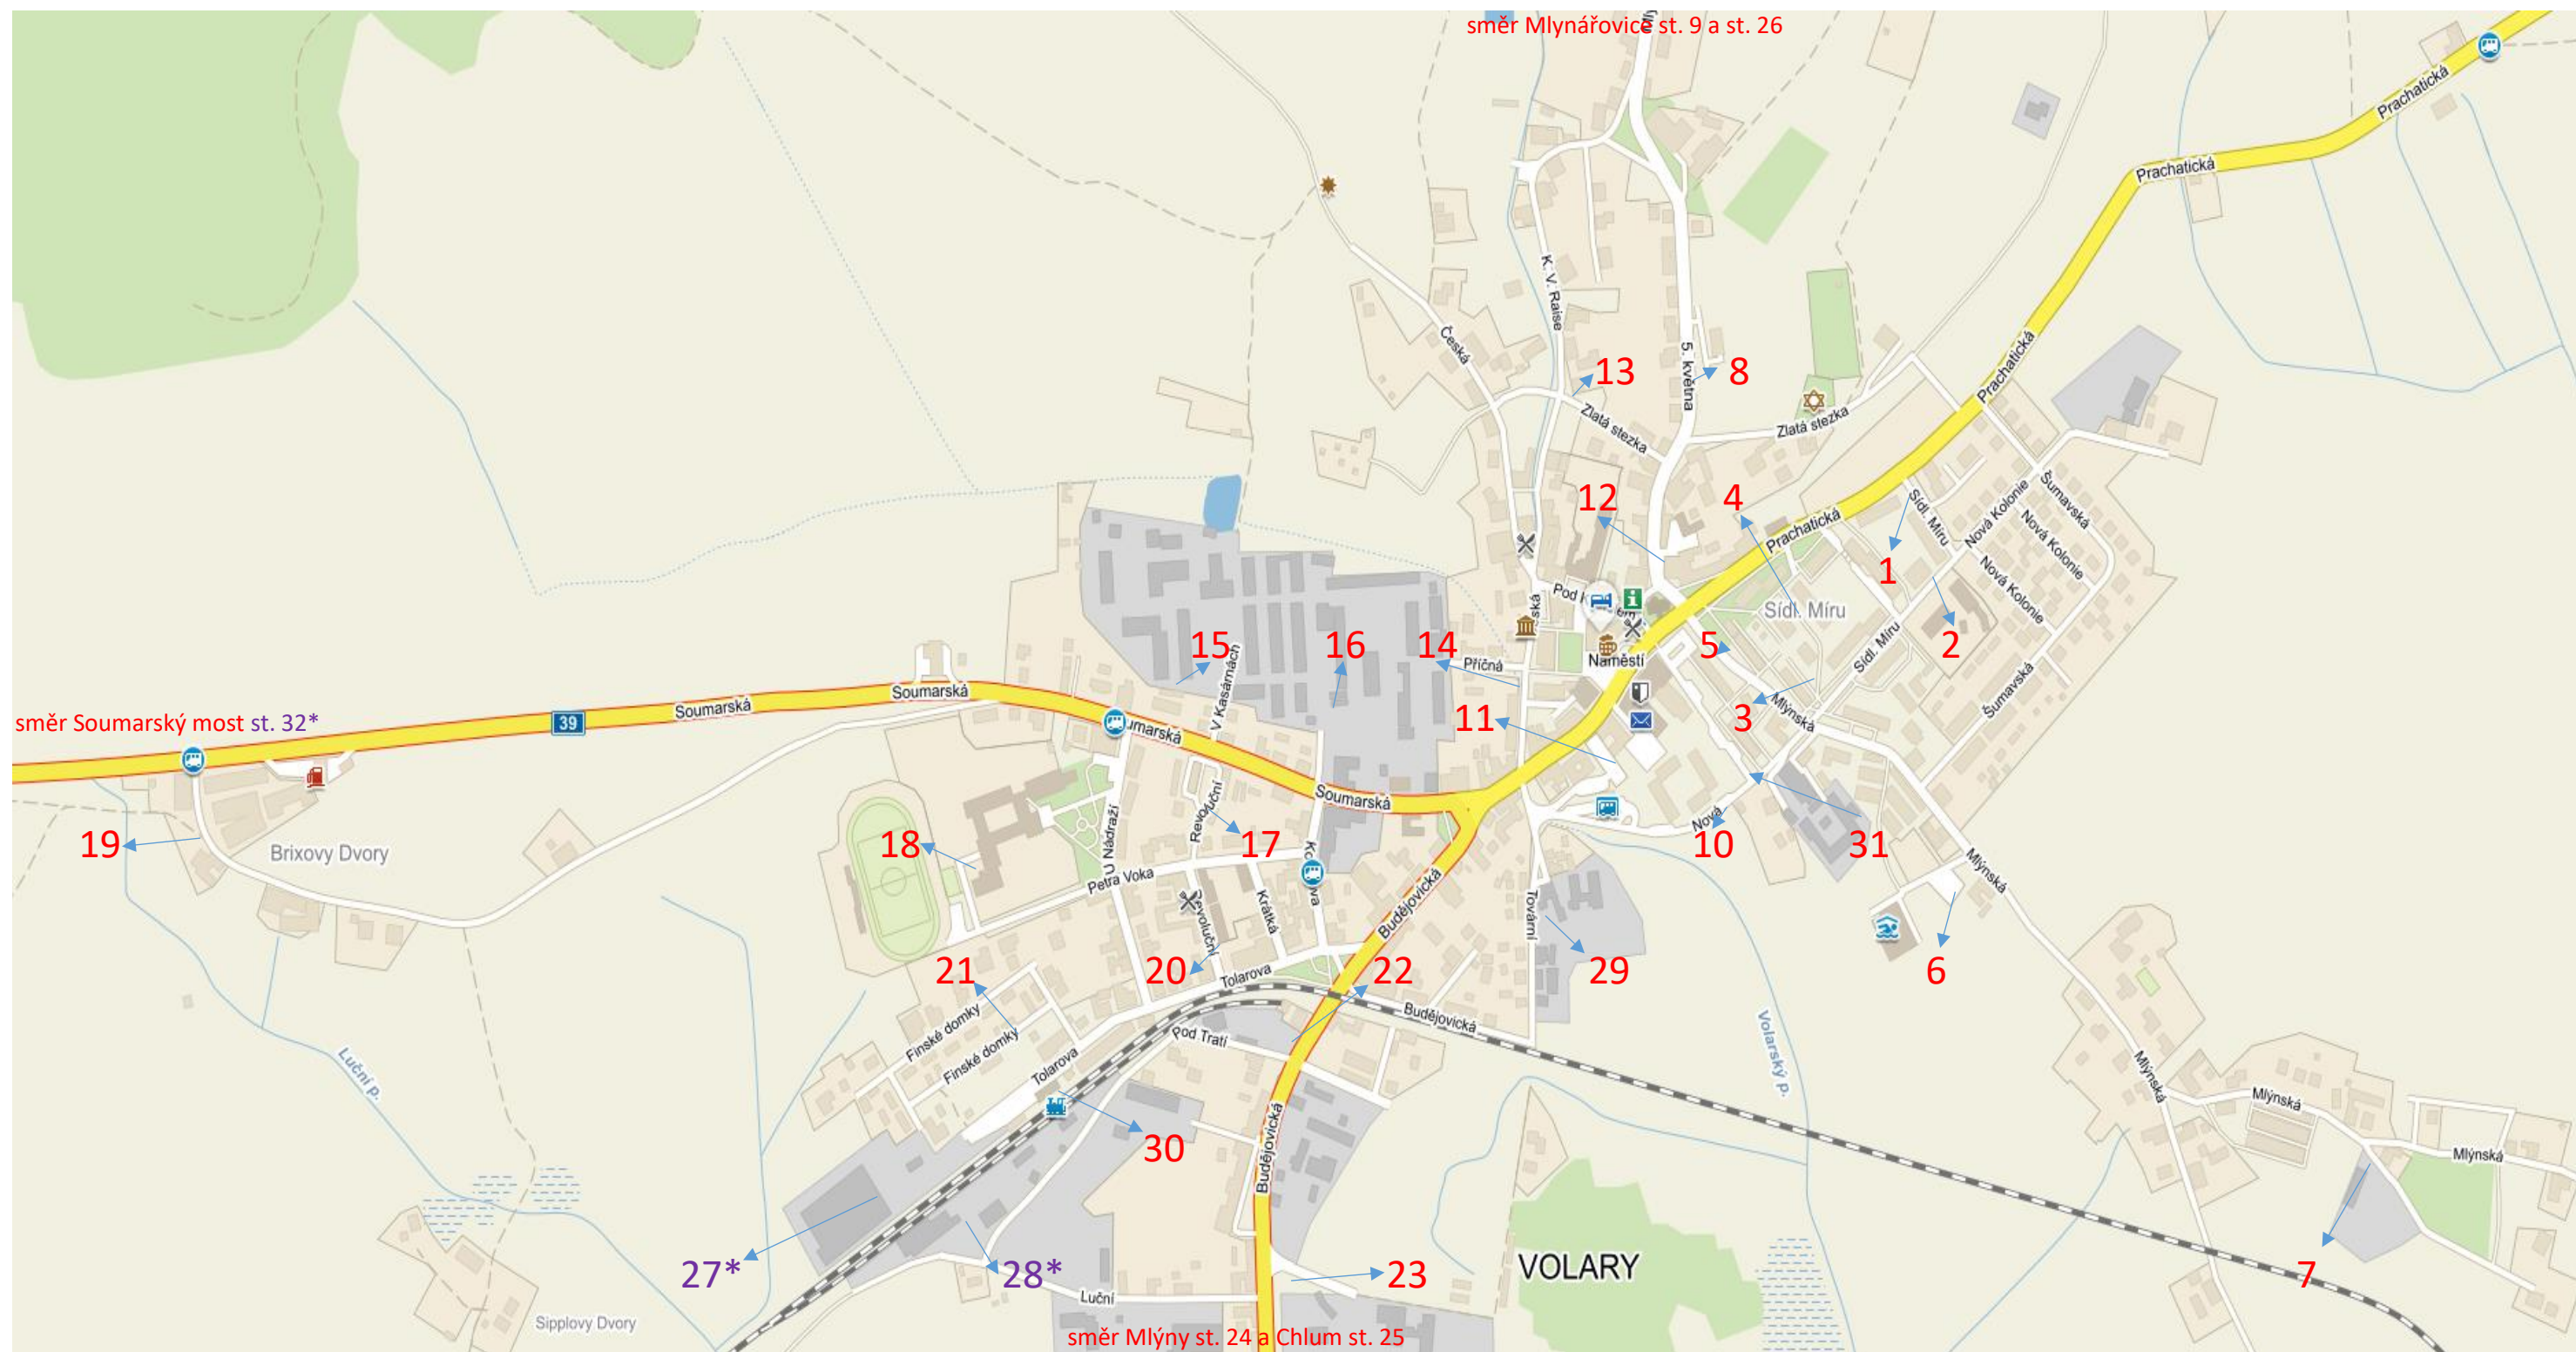 směr Mlynářovice st. 9 a st. 26
Prachatická
Prachatická
K. V. Raise
Česká
13
5. května
8
Prachatická
Zlatá stezka
Zlatá stezka
12
4
Prachatická
Sídl. Míru
Nová Kolonie
Šumavská
Nová Kolonie
Nová Kolonie
1
Sídl. Míru
2
Sídl. Míru
Šumavská
15
16
14
Příčná
Náměstí
5
V Kasárnách
Soumarská
Soumarská
39
směr Soumarský most st. 32*
Soumarská
11
3
Mlýnská
Soumarská
19
Brixovy Dvory
18
U Nádraží
Revoluční
17
Petra Voka
Nová
10
31
Mlýnská
Krátká
Revoluční
Budějovická
Tovární
29
6
21
20
Tolarova
22
Finské domky
Finské domky
Tolarova
Pod Tratí
Budějovická
Volarský p.
Luční p.
Mlýnská
Mlýnská
Mlýnská
30
Budějovická
27*
28*
23
VOLARY
7
Luční
Sipplovy Dvory
směr Mlýny st. 24 a Chlum st. 25